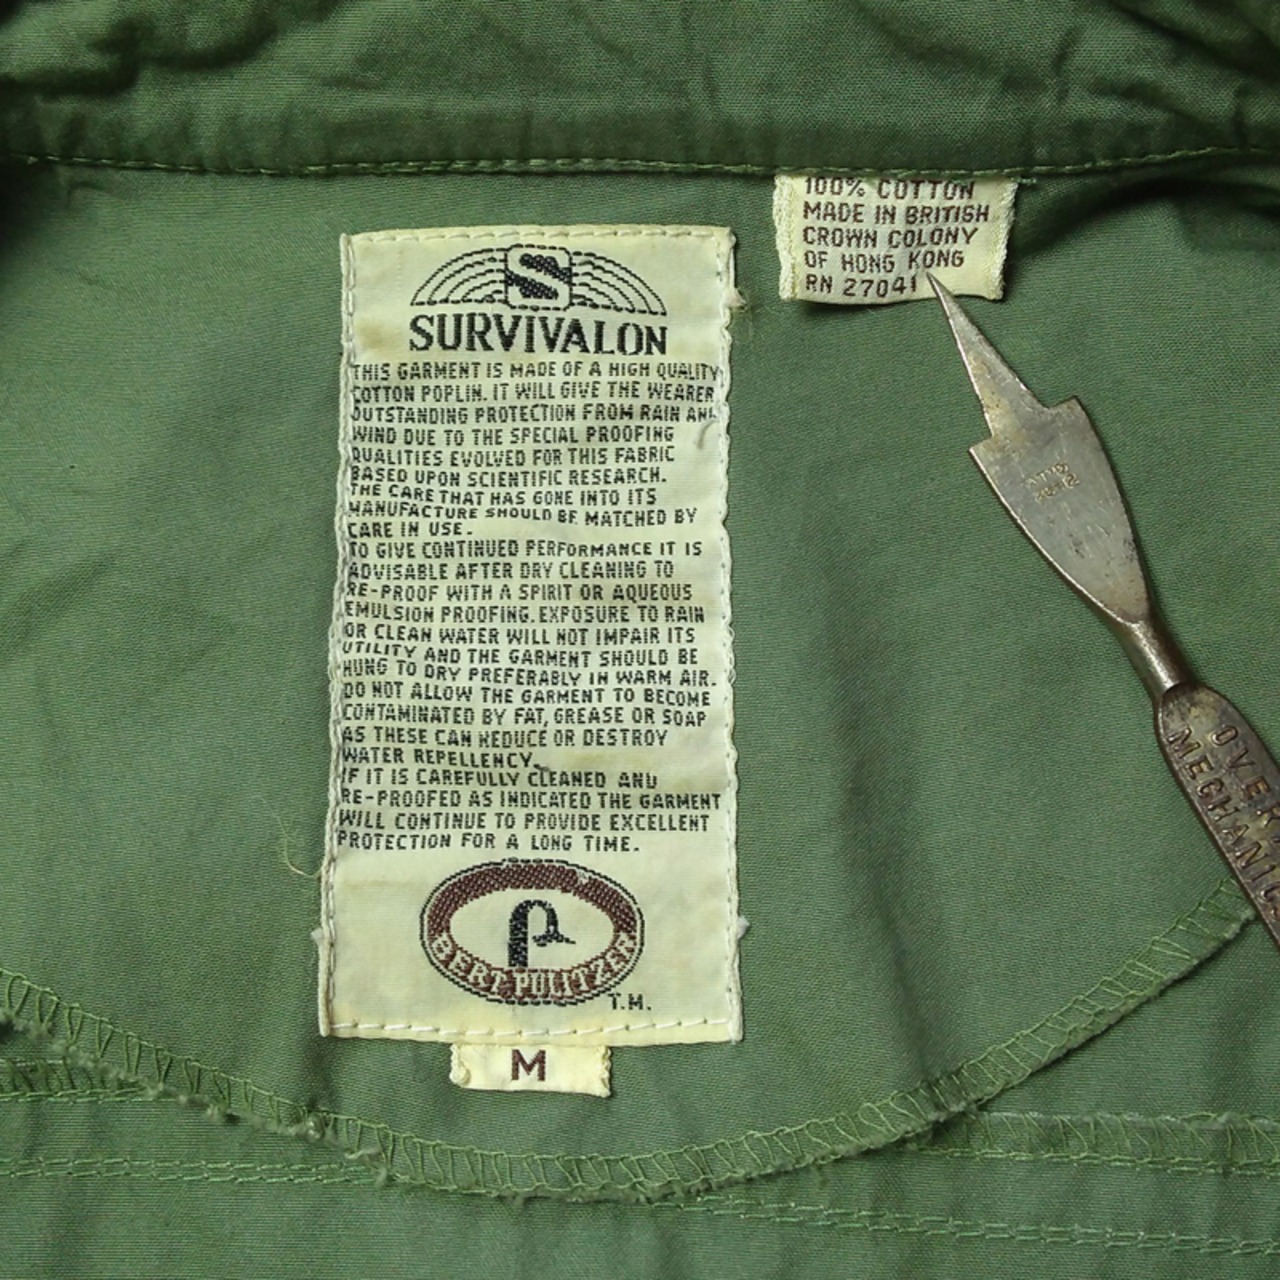 100% COTTON
MADE IN BRITISH
CROWN COLONY
OF HONG KONG
RN 27041
S
SURVIVALON
THIS GARMENT IS MADE OF A HIGH QUALITY
COTTON POPLIN. IT WILL GIVE THE WEARER
OUTSTANDING PROTECTION FROM RAIN AND
WIND DUE TO THE SPECIAL PROOFING
QUALITIES EVOLVED FOR THIS FABRIC
BASED UPON SCIENTIFIC RESEARCH.
THE CARE THAT HAS GONE INTO ITS
MANUFACTURE SHOULD BE MATCHED BY
CARE IN USE.
TO GIVE CONTINUED PERFORMANCE IT IS
ADVISABLE AFTER DRY CLEANING TO
RE-PROOF WITH A SPIRIT OR AQUEOUS
EMULSION PROOFING. EXPOSURE TO RAIN
OR CLEAN WATER WILL NOT IMPAIR ITS
UTILITY AND THE GARMENT SHOULD BE
HUNG TO DRY PREFERABLY IN WARM AIR.
DO NOT ALLOW THE GARMENT TO BECOME
CONTAMINATED BY FAT, GREASE OR SOAP
AS THESE CAN REDUCE OR DESTROY
WATER REPELLENCY.
IF IT IS CAREFULLY CLEANED AND
RE-PROOFED AS INDICATED THE GARMENT
WILL CONTINUE TO PROVIDE EXCELLENT
PROTECTION FOR A LONG TIME.
BERT PULITZER
T.M.
M